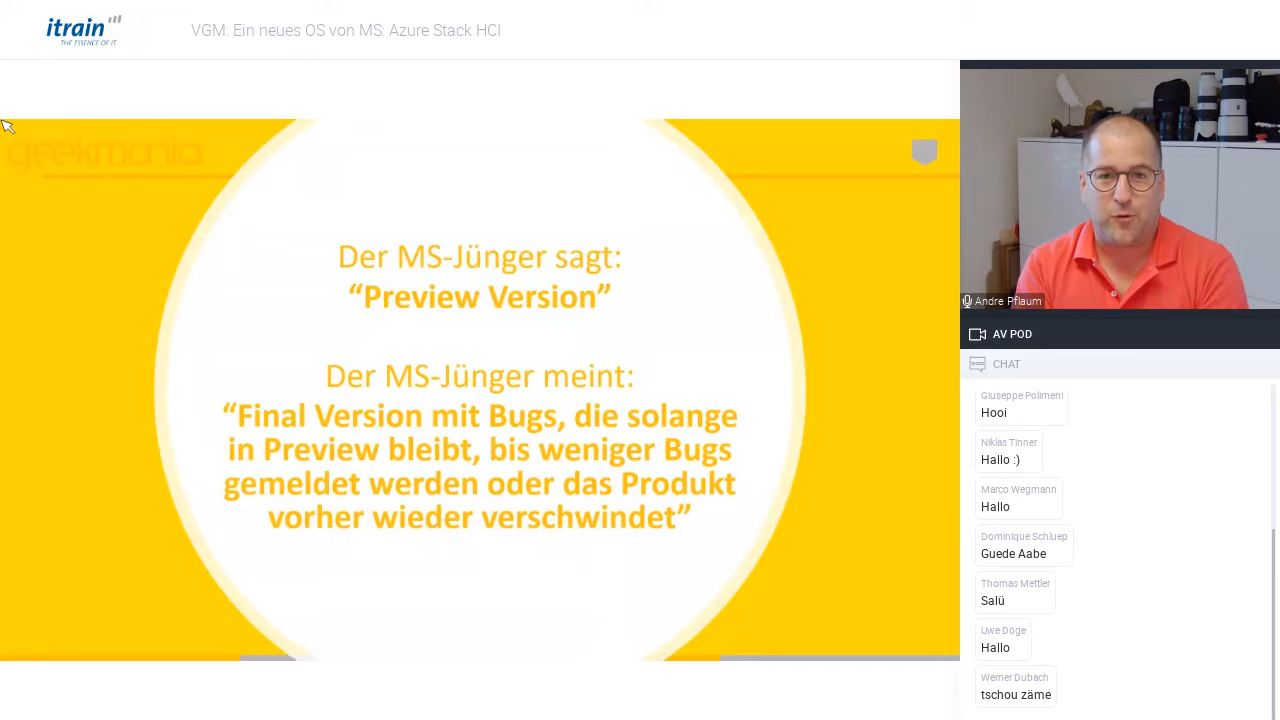 itrain
THE ESSENCE OF IT
VGM: Ein neues OS von MS: Azure Stack HCI
geekmania
Der MS-Jünger sagt:
“Preview Version”
Der MS-Jünger meint:
“Final Version mit Bugs, die solange
in Preview bleibt, bis weniger Bugs
gemeldet werden oder das Produkt
vorher wieder verschwindet”
Andre Pflaum
AV POD
CHAT
Giuseppe Polimeni
Hooi
Niklas Tinner
Hallo :)
Marco Wegmann
Hallo
Dominique Schluep
Guede Aabe
Thomas Mettler
Salü
Uwe Döge
Hallo
Werner Dubach
tschou zäme